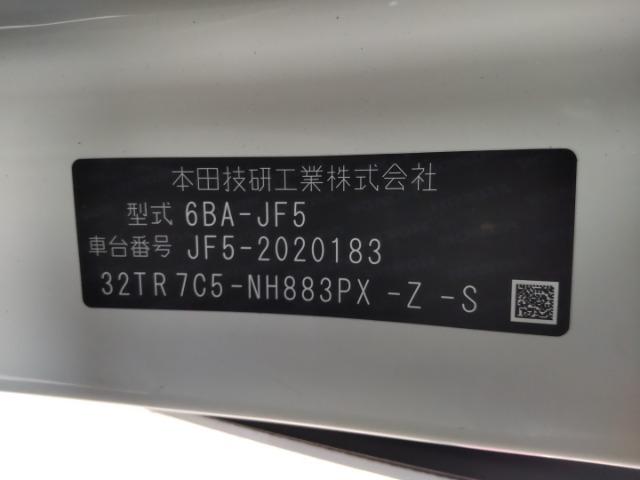 本田技研工業株式会社
型式 6BA-JF5
車台番号 JF5-2020183
32TR7C5-NH883PX -Z -S